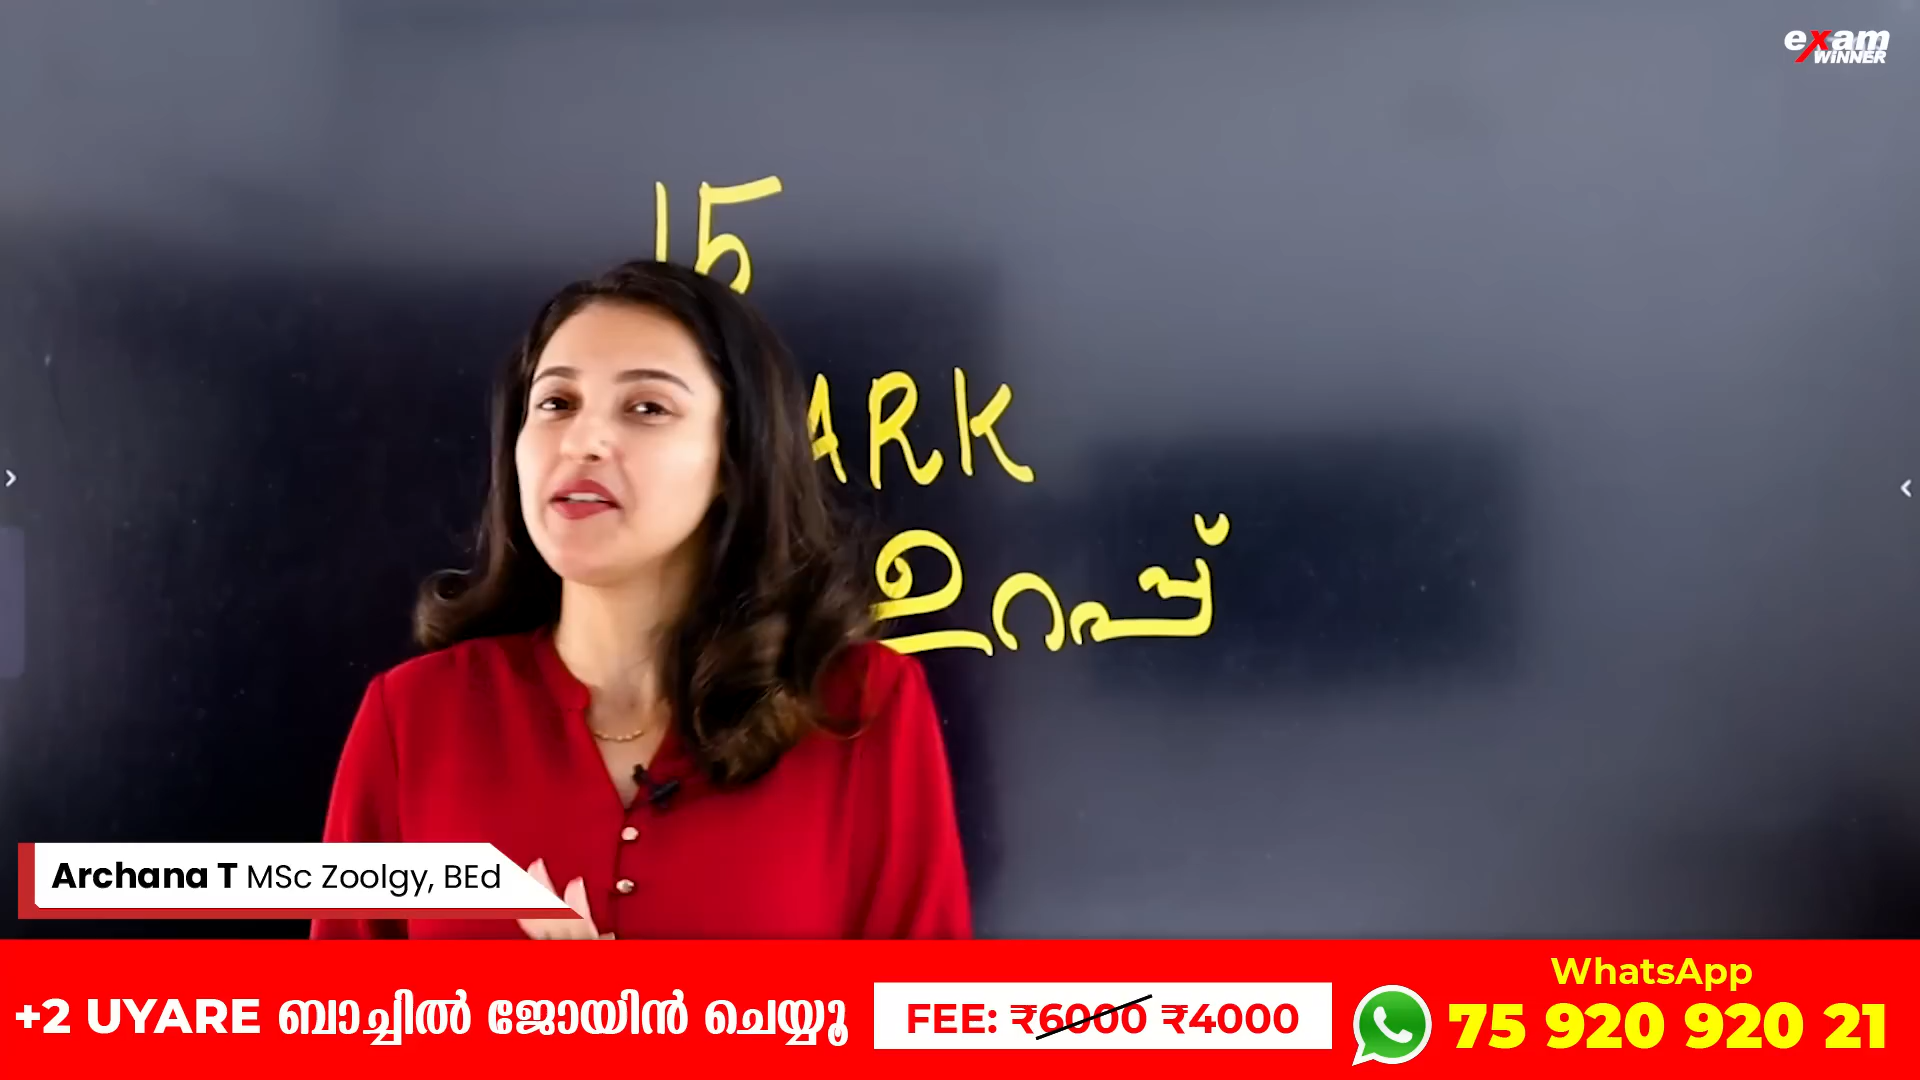 exam
WINNER
15
ARK
ഉറപ്പ്
Archana T MSc Zoolgy, BEd
+2 UYARE ബാച്ചിൽ ജോയിൻ ചെയ്യൂ
FEE: ₹6000 ₹4000
WhatsApp
75 920 920 21